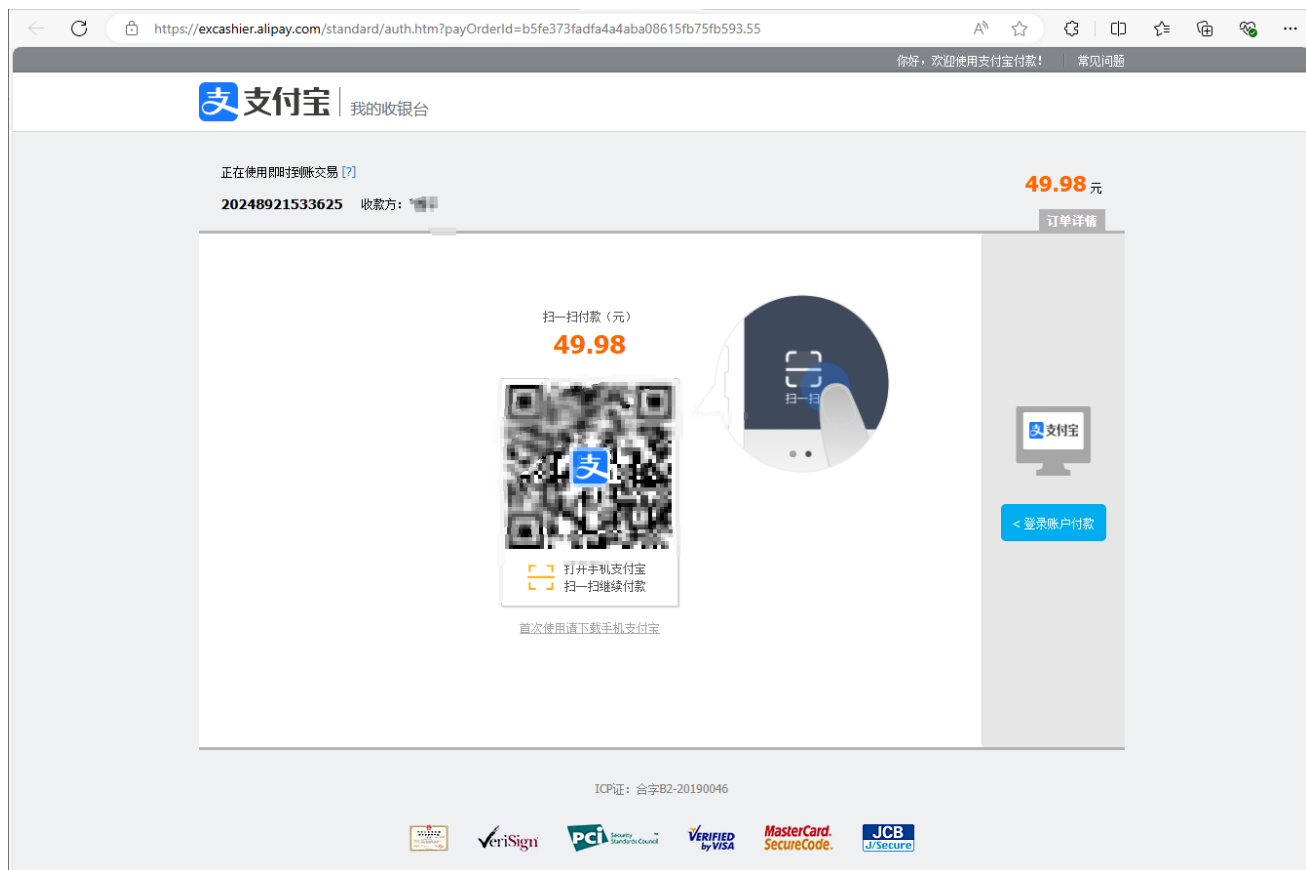 https://excashier.alipay.com/standard/auth.htm?payOrderId=b5fe373fadfa4a4aba08615fb75fb593.55
你好，欢迎使用支付宝付款！ 常见问题
支 支付宝 我的收银台
正在使用即时到账交易 [?]
49.98 元
20248921533625 收款方：
订单详情
扫一扫付款（元）
49.98
扫一扫
支
支 支付宝
< 登录账户付款
打开手机支付宝
扫一扫继续付款
首次使用请下载手机支付宝
ICP证：合字B2-20190046
VeriSign
PCI Security Standards Council
VERIFIED by VISA
MasterCard. SecureCode.
JCB J/Secure